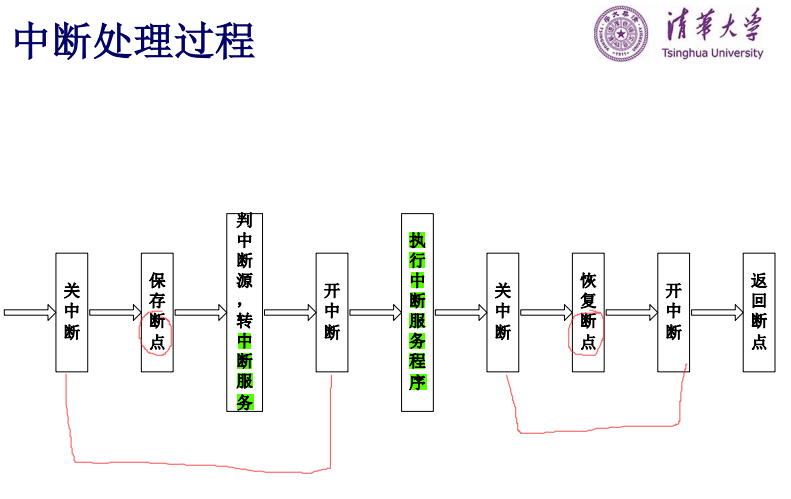 中断处理过程
清华大学
Tsinghua University
关中断
保存断点
判中断源，转中断服务
开中断
执行中断服务程序
关中断
恢复断点
开中断
返回断点